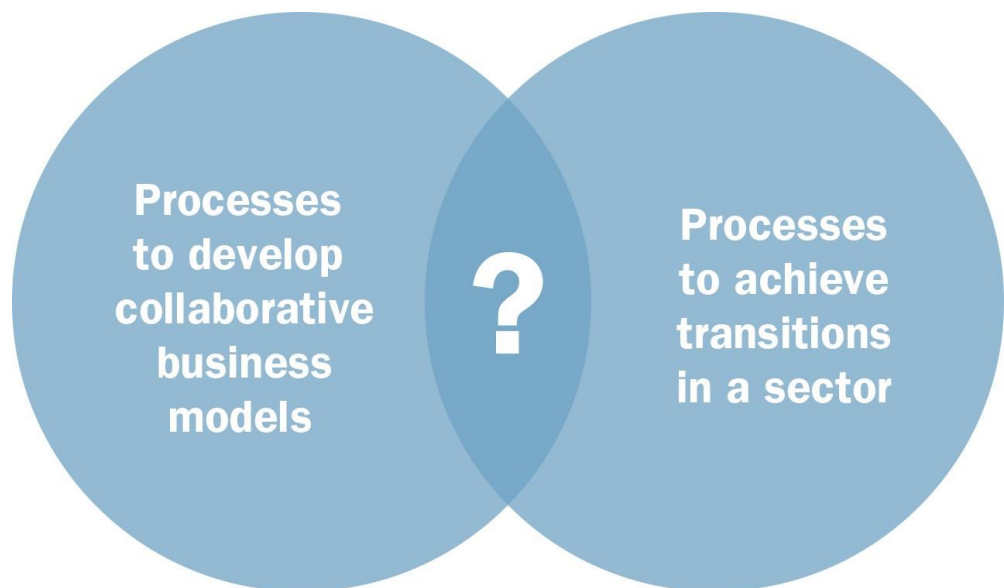 Processes
to develop
collaborative
business
models
?
Processes
to achieve
transitions
in a sector